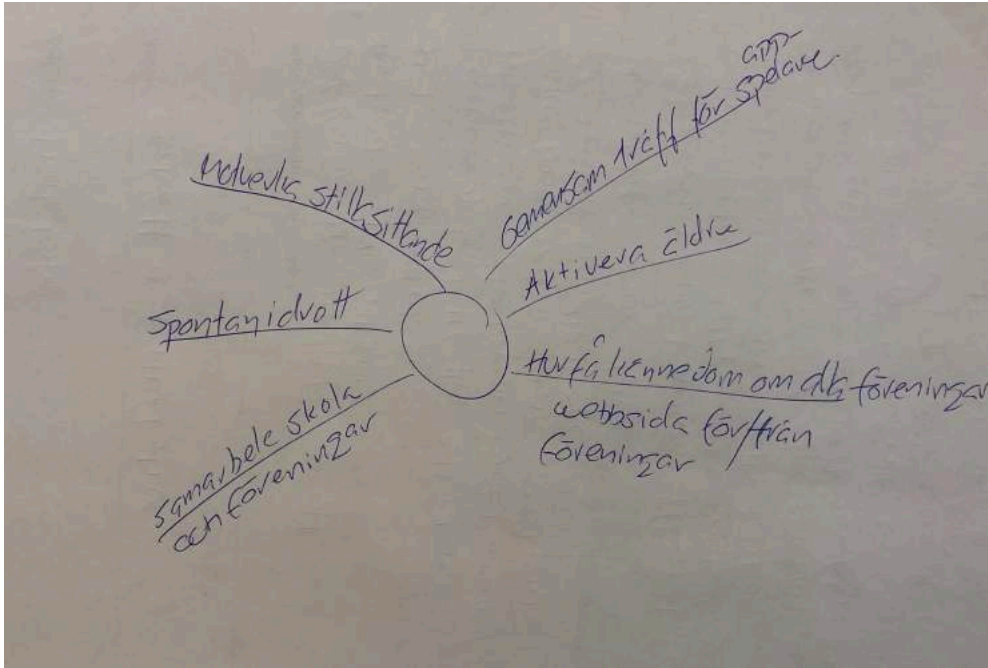 app-
Gemensam träff för spelare
Motverka stillasittande
Aktivera äldre
Spontanidrott
Hur få kännedom om alla föreningar
webbsida för/från
föreningar
Samarbete skola
och föreningar